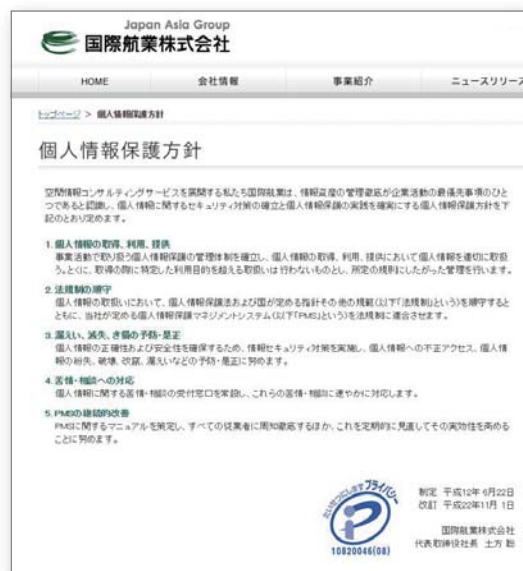 Japan Asia Group
国際航業株式会社
HOME 会社情報 事業紹介 ニュースリリース
トップページ > 個人情報保護方針
個人情報保護方針
空間情報コンサルティングサービスを展開する私たち国際航業は、情報資産の管理徹底が企業活動の最優先事項のひと
つであると認識し、個人情報に関するセキュリティ対策の確立と個人情報保護の実践を確実にする個人情報保護方針を下
記のとおり定めます。
1. 個人情報の取得、利用、提供
事業活動で取り扱う個人情報保護の管理体制を確立し、個人情報の取得、利用、提供において個人情報を適切に取扱
う。とくに、取得の際に特定した利用目的を超える取扱いは行わないものとし、所定の規則にしたがった管理を行います。
2. 法規制の順守
個人情報の取扱いにおいて、個人情報保護法および国が定める指針その他の規範（以下「法規制」という）を順守すると
ともに、当社が定める個人情報保護マネジメントシステム（以下「PMS」という）を法規制に適合させます。
3. 漏えい、滅失、き損の予防・是正
個人情報の正確性および安全性を確保するため、情報セキュリティ対策を実施し、個人情報への不正アクセス、個人情
報の紛失、破壊、改竄、漏えいなどの予防・是正に努めます。
4. 苦情・相談への対応
個人情報に関する苦情・相談の受付窓口を常設し、これらの苦情・相談に速やかに対応します。
5. PMSの継続的改善
PMSに関するマニュアルを策定し、すべての従業者に周知徹底するほか、これを定期的に見直してその実効性を高める
ことに努めます。
たいせつにします プライバシー
10820046(08)
制定 平成12年 6月22日
改訂 平成22年11月 1日
国際航業株式会社
代表取締役社長 土方 聡